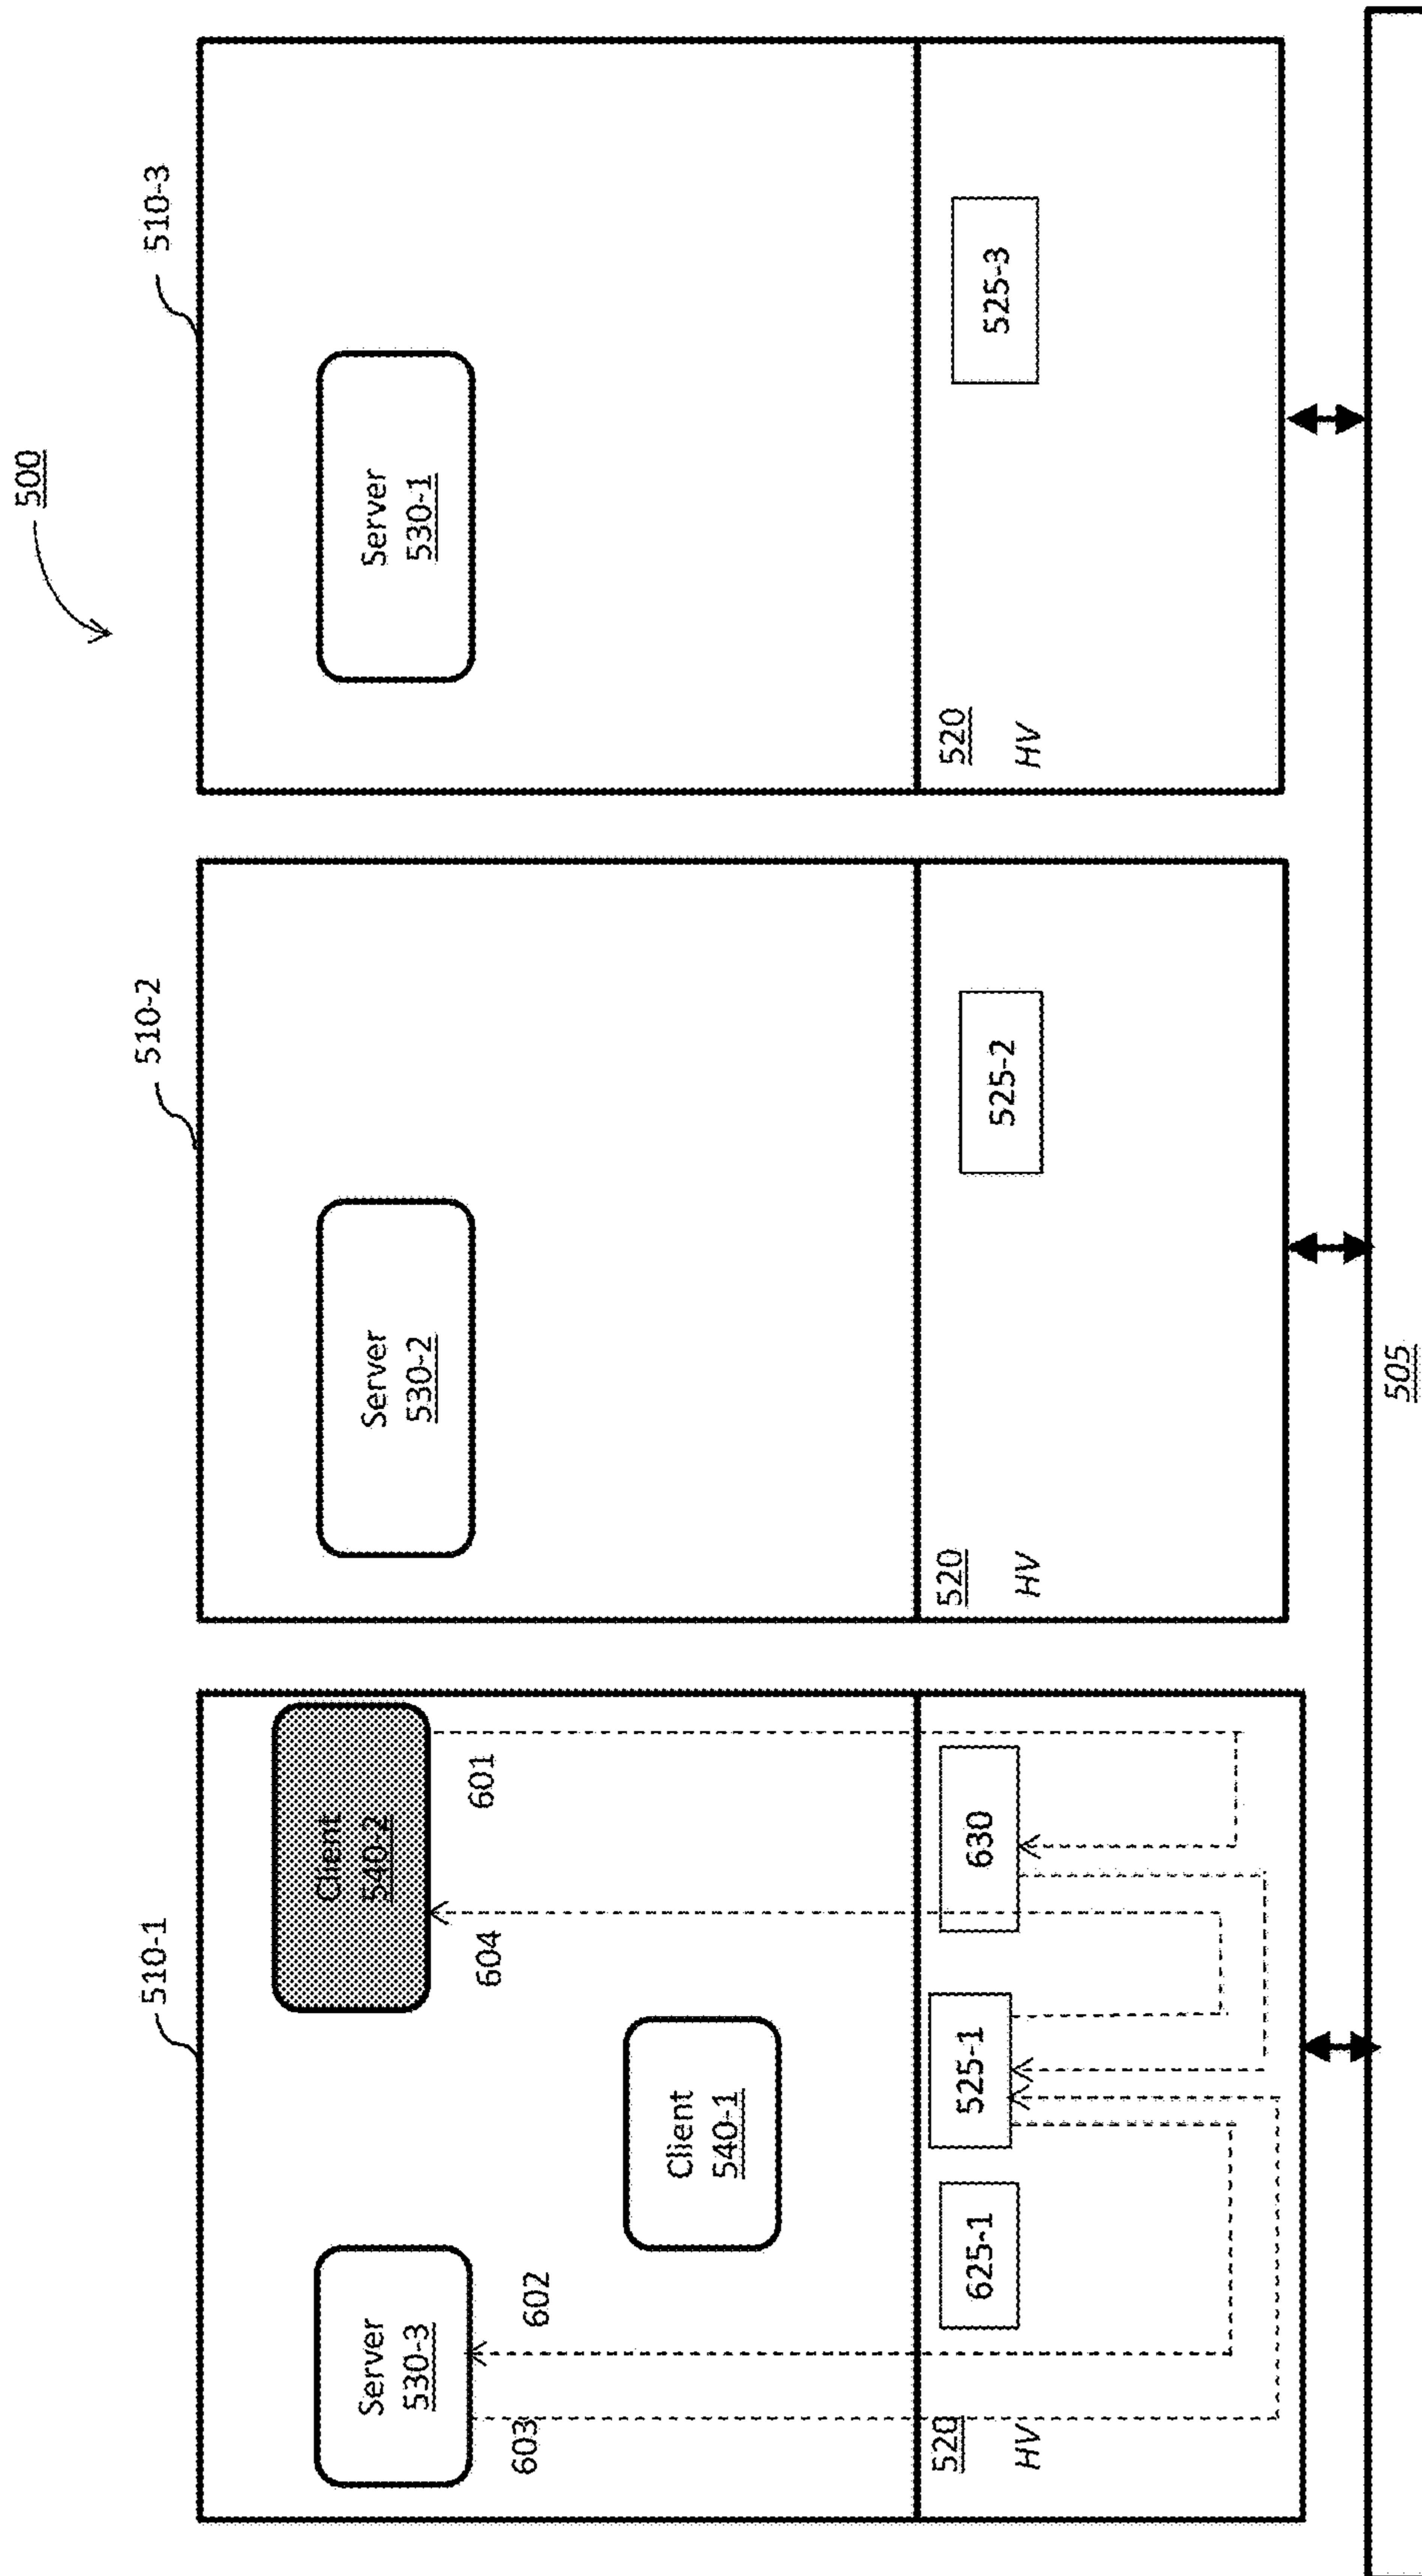 500
510-1
510-2
510-3
Client
540-2
Server
530-3
Server
530-2
Server
530-1
601
604
602
603
Client
540-1
520
HV
625-1
525-1
630
520
HV
525-2
520
HV
525-3
505